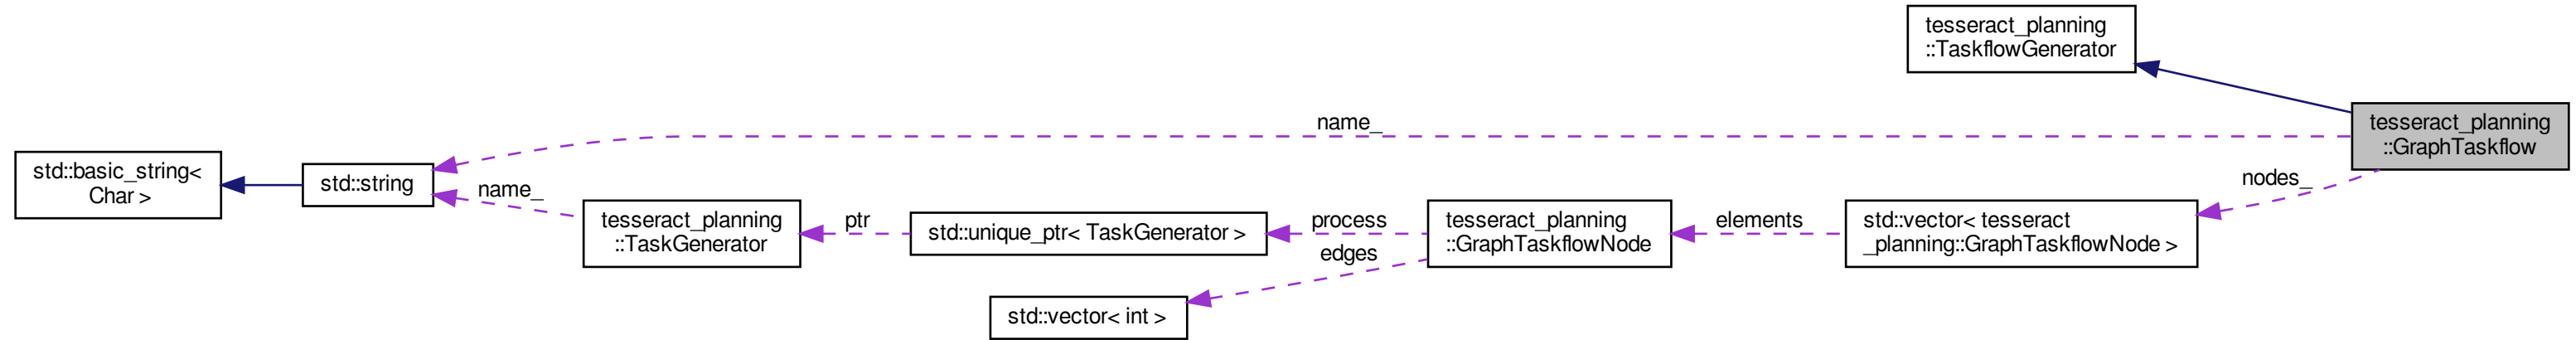 tesseract_planning
::TaskflowGenerator
tesseract_planning
::GraphTaskflow
name_
std::basic_string<
Char >
std::string
name_
tesseract_planning
::TaskGenerator
ptr
std::unique_ptr< TaskGenerator >
process
edges
tesseract_planning
::GraphTaskflowNode
elements
std::vector< tesseract
_planning::GraphTaskflowNode >
nodes_
std::vector< int >